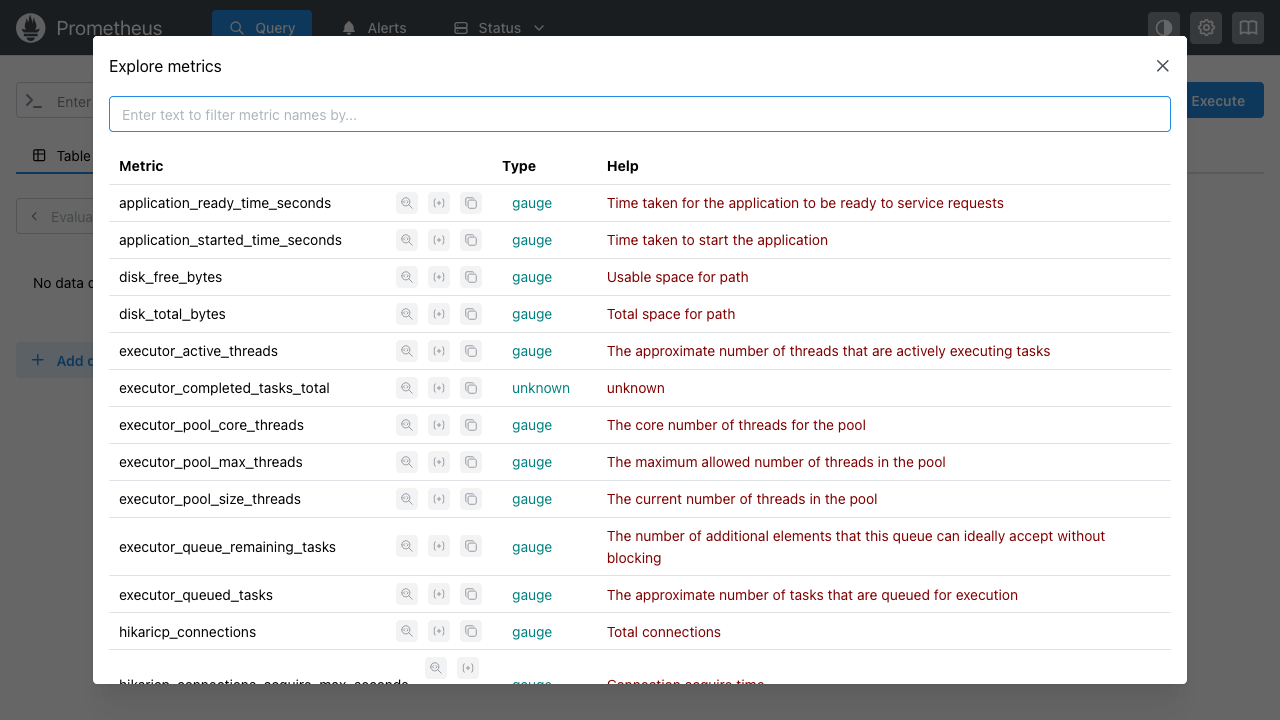 Prometheus Query Alerts Status
Explore metrics
Enter
Enter text to filter metric names by...
Execute
Table
Metric Type Help
application_ready_time_seconds gauge Time taken for the application to be ready to service requests
application_started_time_seconds gauge Time taken to start the application
disk_free_bytes gauge Usable space for path
disk_total_bytes gauge Total space for path
executor_active_threads gauge The approximate number of threads that are actively executing tasks
executor_completed_tasks_total unknown unknown
executor_pool_core_threads gauge The core number of threads for the pool
executor_pool_max_threads gauge The maximum allowed number of threads in the pool
executor_pool_size_threads gauge The current number of threads in the pool
executor_queue_remaining_tasks gauge The number of additional elements that this queue can ideally accept without
blocking
executor_queued_tasks gauge The approximate number of tasks that are queued for execution
hikaricp_connections gauge Total connections
hikaricp_connections_acquire_max_seconds gauge Connection acquire time
Evalua
No data
Add